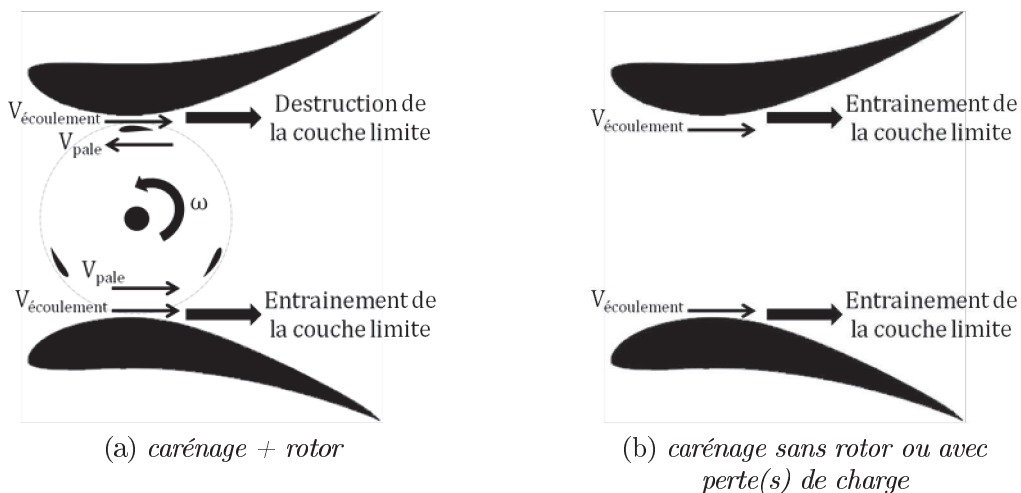 Vécoulement
Destruction de
la couche limite
Vpale
ω
Vpale
Vécoulement
Entrainement de
la couche limite
(a) carénage + rotor
Vécoulement
Entrainement de
la couche limite
Vécoulement
Entrainement de
la couche limite
(b) carénage sans rotor ou avec
perte(s) de charge